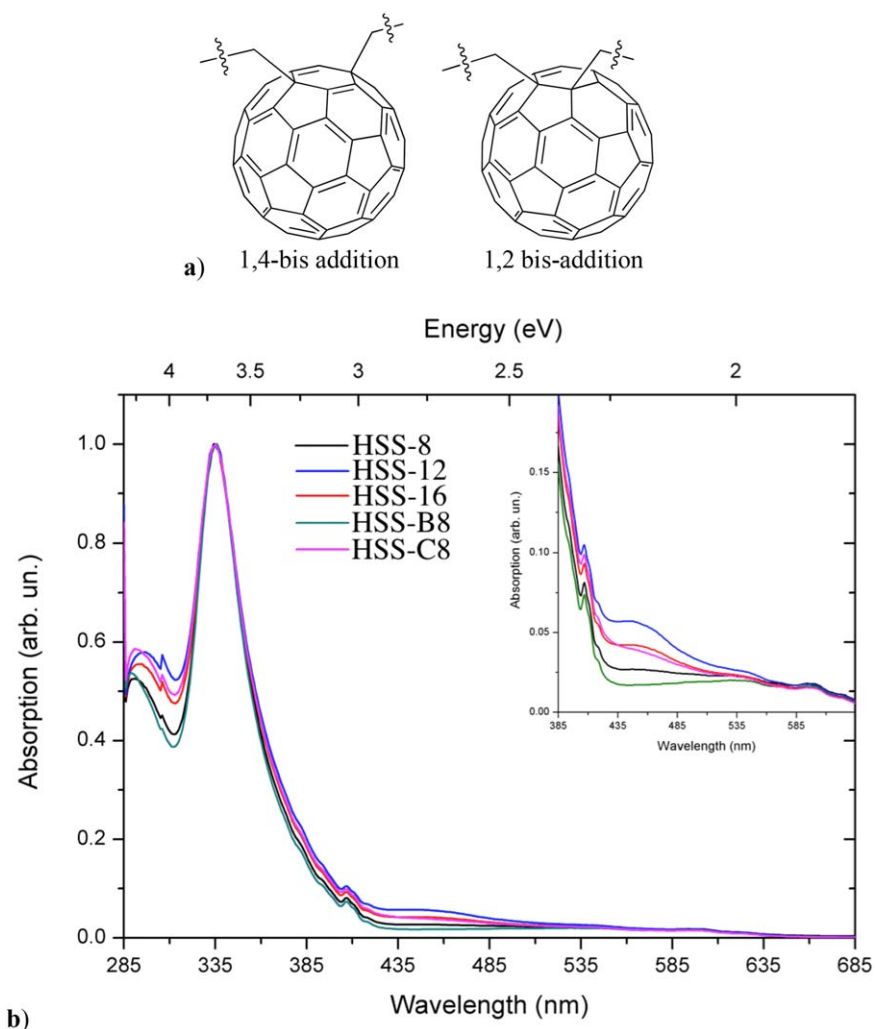 1,4-bis addition
1,2 bis-addition
a)
Energy (eV)
4 3.5 3 2.5 2
Absorption (arb. un.)
1.0
0.8
0.6
0.4
0.2
0.0
HSS-8
HSS-12
HSS-16
HSS-B8
HSS-C8
Absorption (arb. un.)
0.15
0.10
0.05
0.00
385 435 485 535 585
Wavelength (nm)
285 335 385 435 485 535 585 635 685
Wavelength (nm)
b)